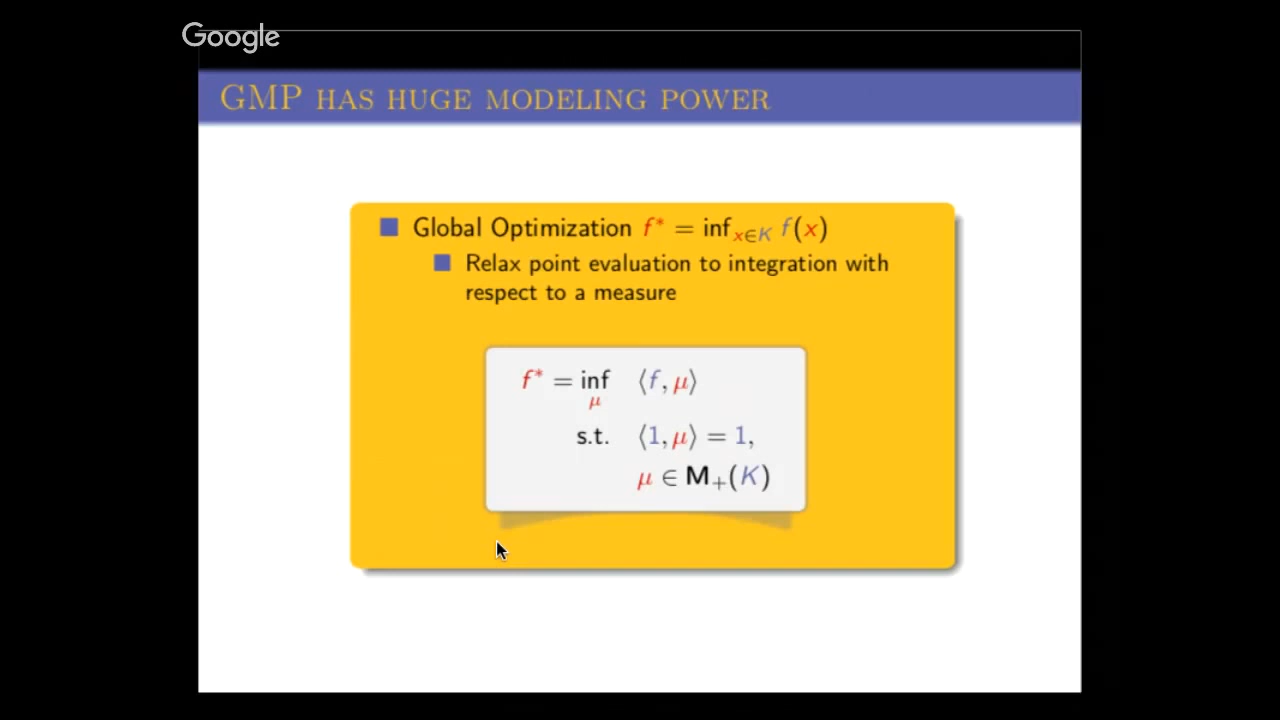 Google
GMP HAS HUGE MODELING POWER
Global Optimization f* = inf_{x∈K} f(x)
Relax point evaluation to integration with
respect to a measure
f* = inf_μ ⟨f, μ⟩
s.t. ⟨1, μ⟩ = 1,
μ ∈ M₊(K)